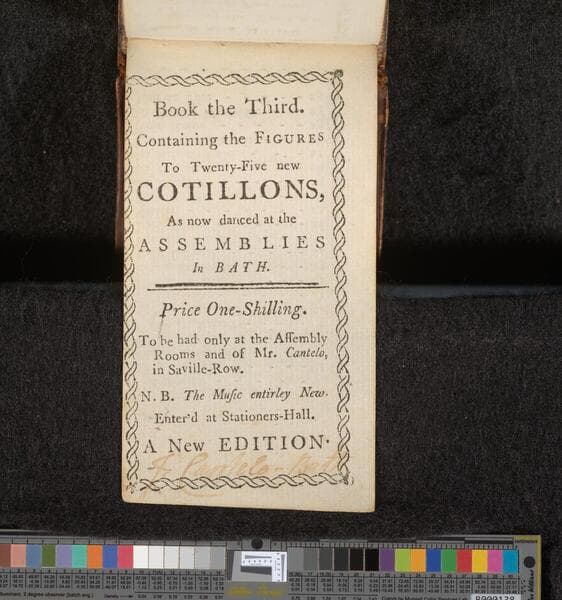 Book the Third.
Containing the FIGURES
To Twenty-Five new
COTILLONS,
As now danced at the
ASSEMBLIES
In BATH.
Price One-Shilling.
To be had only at the Aſſembly
Rooms and of Mr. Cantelo,
in Saville-Row.
N. B. The Muſic entirley New.
Enter'd at Stationers-Hall.
A New EDITION.